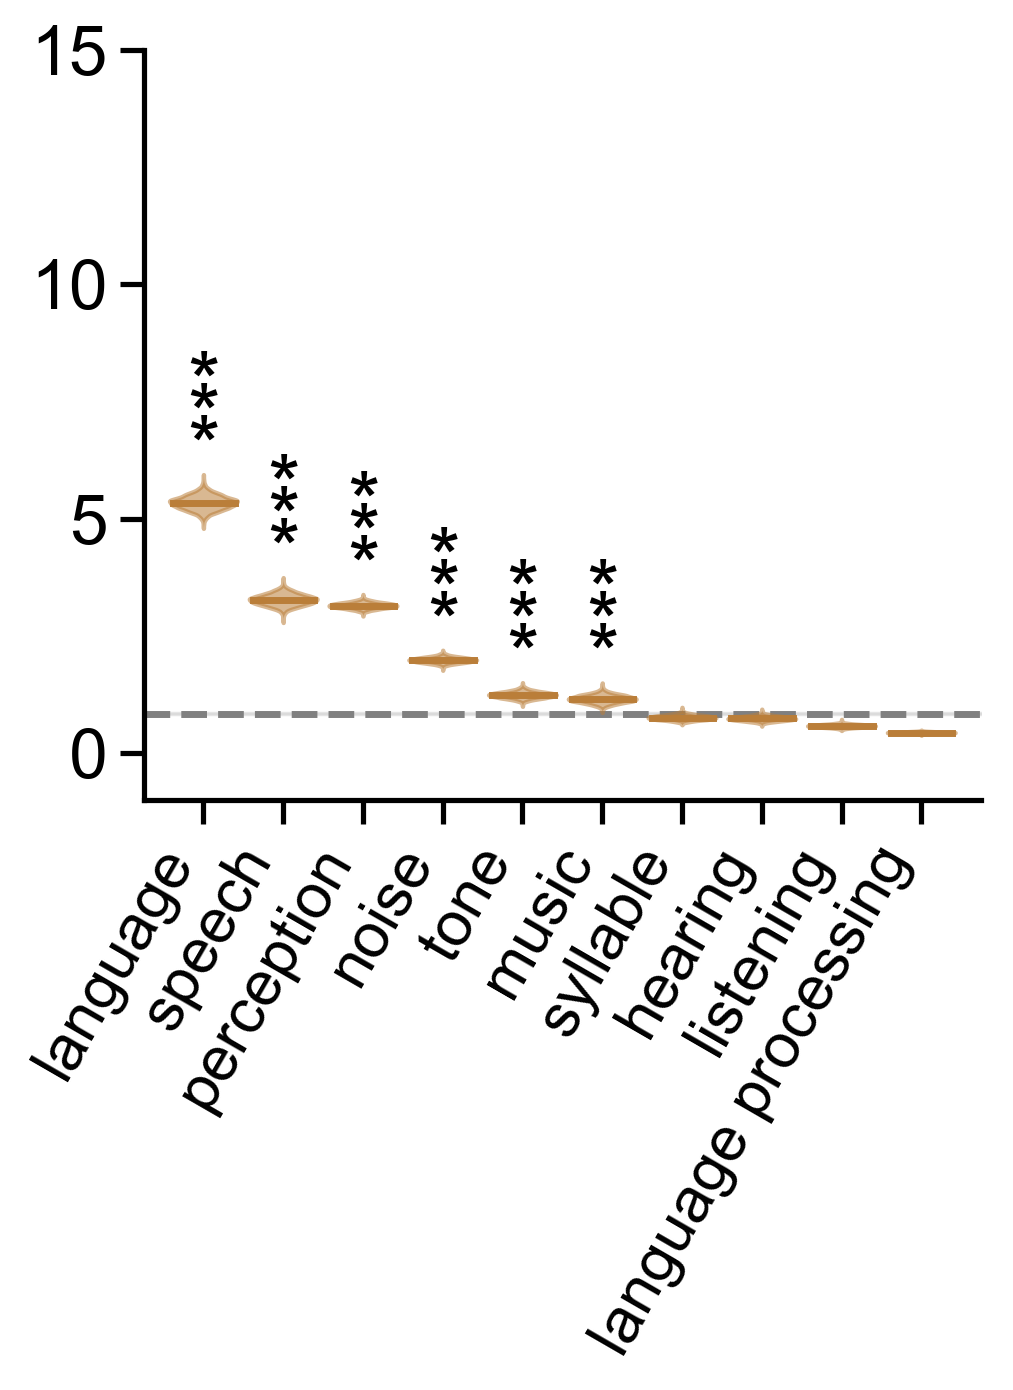 15
10
5
0
***
***
***
***
***
***
language
speech
perception
noise
tone
music
syllable
hearing
listening
language processing